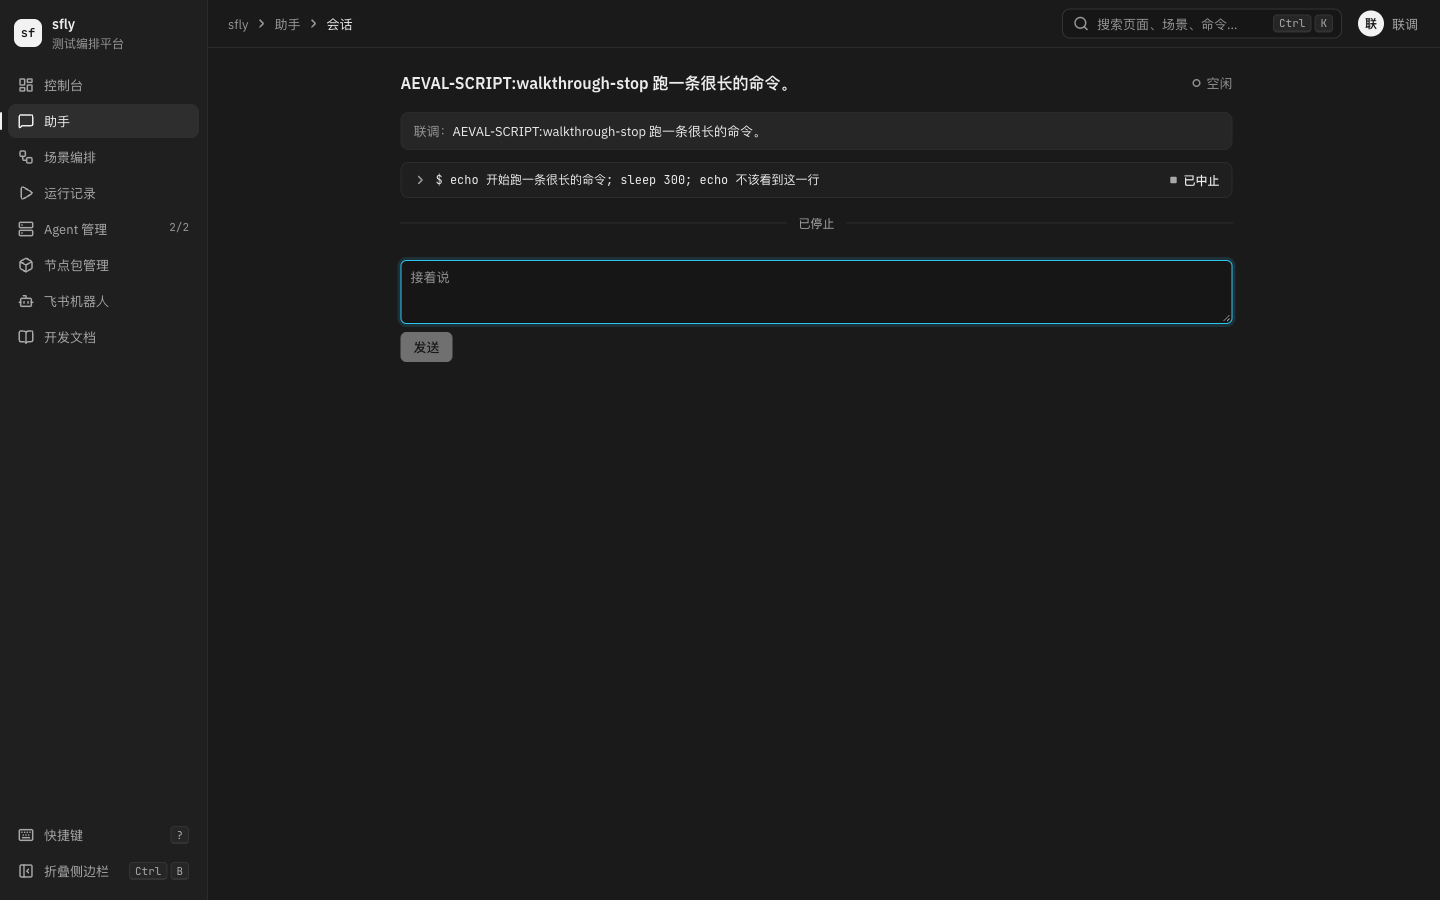 sf
sfly
测试编排平台
控制台
助手
场景编排
运行记录
Agent 管理 2/2
节点包管理
飞书机器人
开发文档
快捷键 ?
折叠侧边栏 Ctrl B
sfly 助手 会话
搜索页面、场景、命令... Ctrl K
联 联调
AEVAL-SCRIPT:walkthrough-stop 跑一条很长的命令。
空闲
联调: AEVAL-SCRIPT:walkthrough-stop 跑一条很长的命令。
$ echo 开始跑一条很长的命令; sleep 300; echo 不该看到这一行
已中止
已停止
接着说
发送